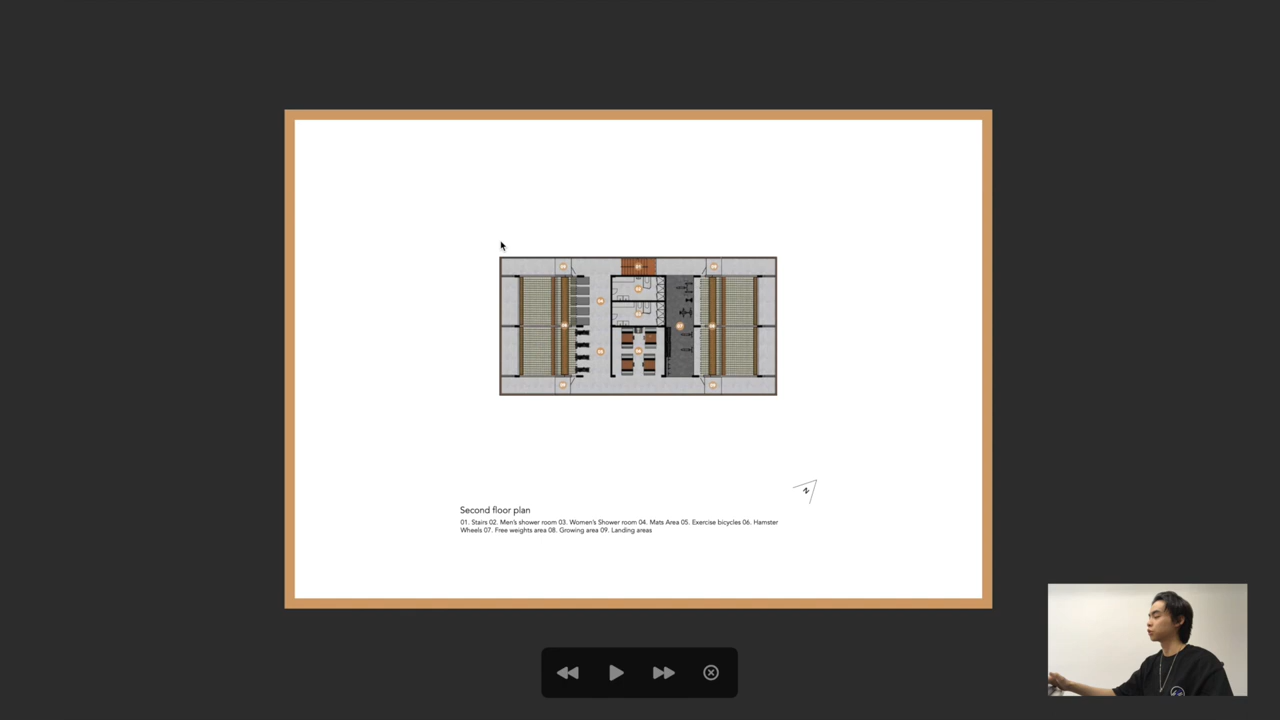 N
Second floor plan
01. Stairs 02. Men's shower room 03. Women's Shower room 04. Mats Area 05. Exercise bicycles 06. Hamster
Wheels 07. Free weights area 08. Growing area 09. Landing areas